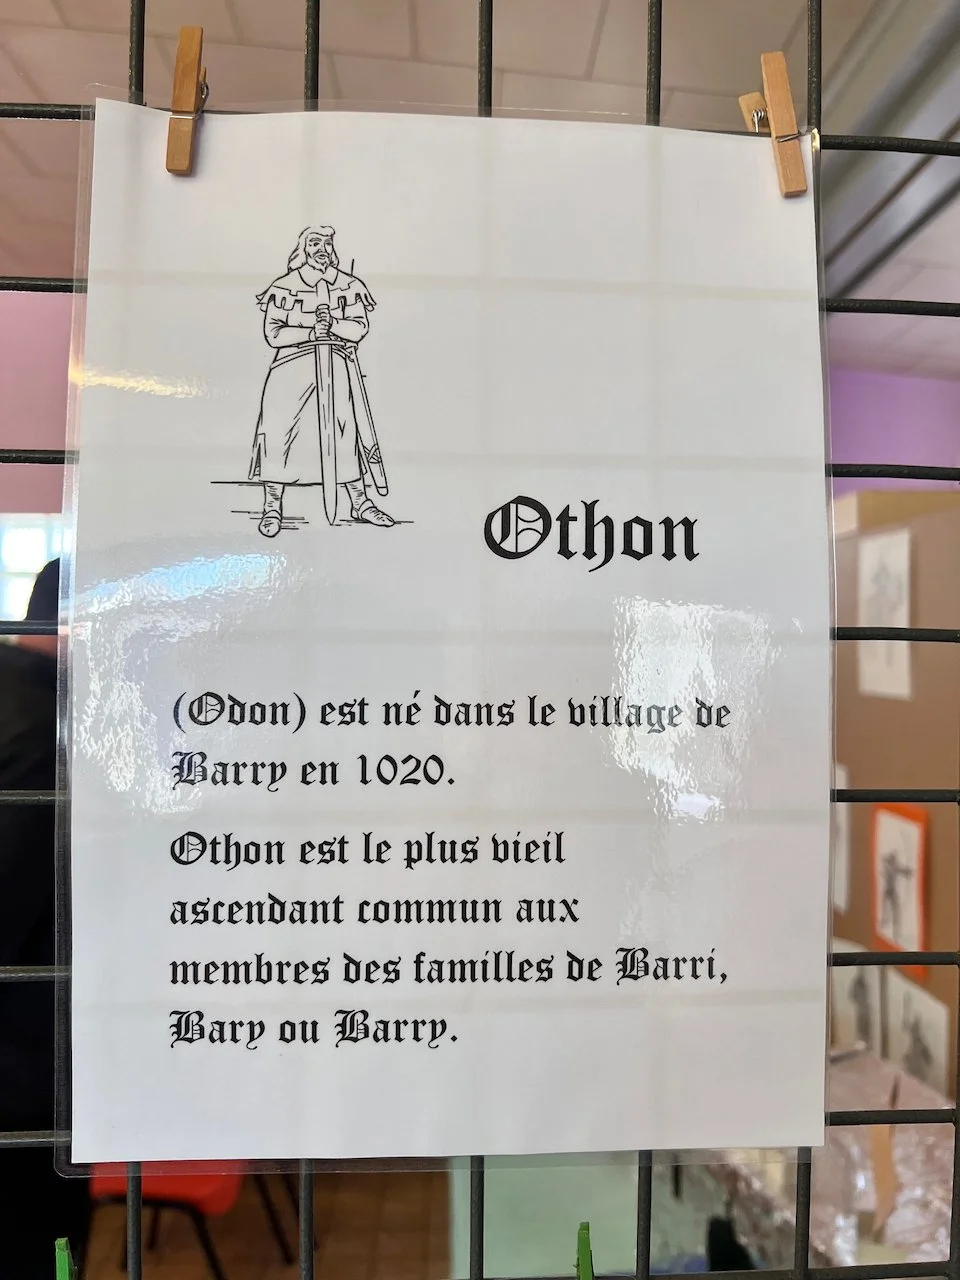 Othon
(Odon) est né dans le village de
Barry en 1020.
Othon est le plus vieil
ascendant commun aux
membres des familles de Barri,
Bary ou Barry.